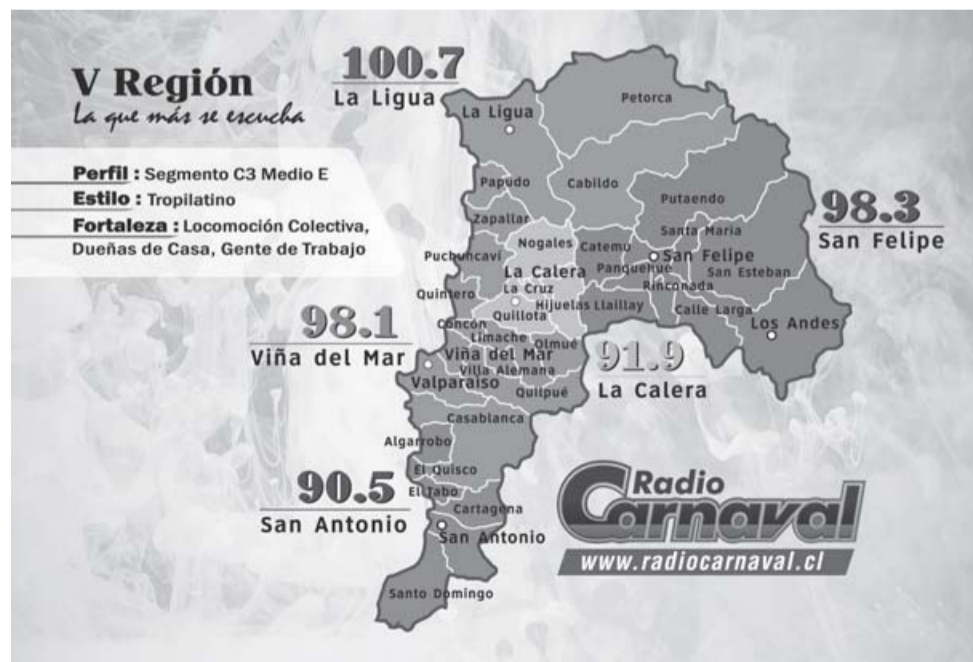 V Región
La que más se escucha
Perfil : Segmento C3 Medio E
Estilo : Tropilatino
Fortaleza : Locomoción Colectiva,
Dueñas de Casa, Gente de Trabajo
100.7
La Ligua
La Ligua
Petorca
Papudo
Cabildo
Putaendo
98.3
San Felipe
Zapallar
Santa Maria
Nogales
Catemu
San Felipe
Puchuncaví
La Calera
Panquehue
San Esteban
La Cruz
Rinconada
Quintero
Hijuelas
Llaillay
Quillota
Calle Larga
98.1
Viña del Mar
Concón
Los Andes
Limache
Olmué
Viña del Mar
91.9
La Calera
Villa Alemana
Valparaíso
Quilpué
Casablanca
Algarrobo
El Quisco
90.5
San Antonio
El Tabo
Cartagena
San Antonio
Santo Domingo
Radio
Carnaval
www.radiocarnaval.cl